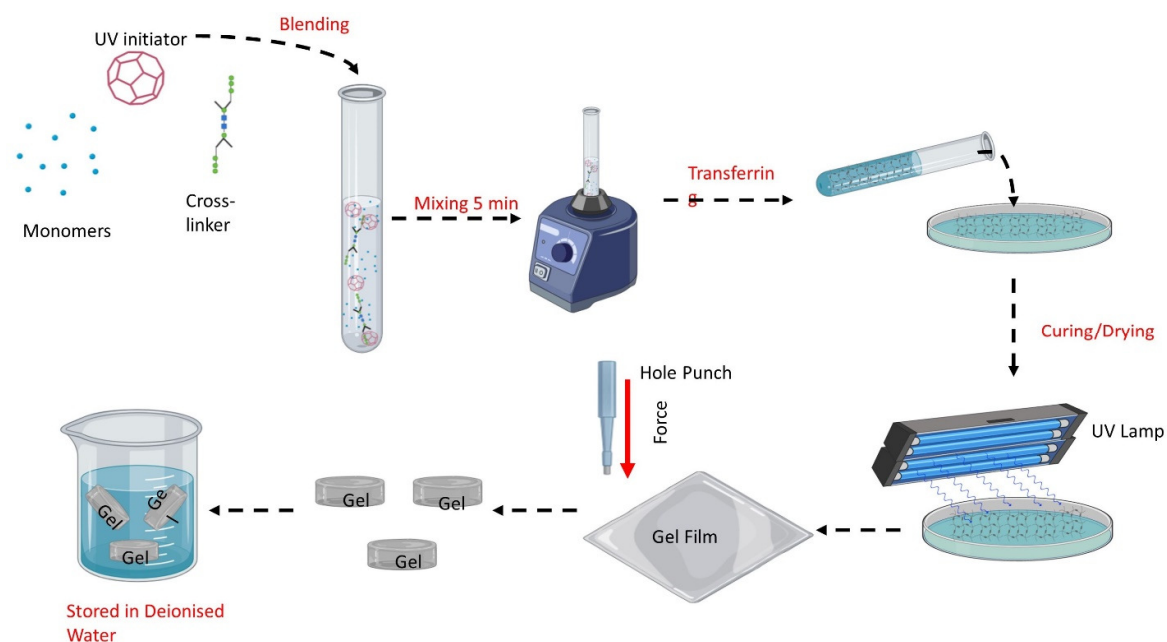 Blending
UV initiator
Cross-
linker
Monomers
Mixing 5 min
Transferrin
g
Curing/Drying
UV Lamp
Hole Punch
Force
Gel Film
Gel
Gel
Gel
Gel
Ge
l
Gel
Stored in Deionised
Water